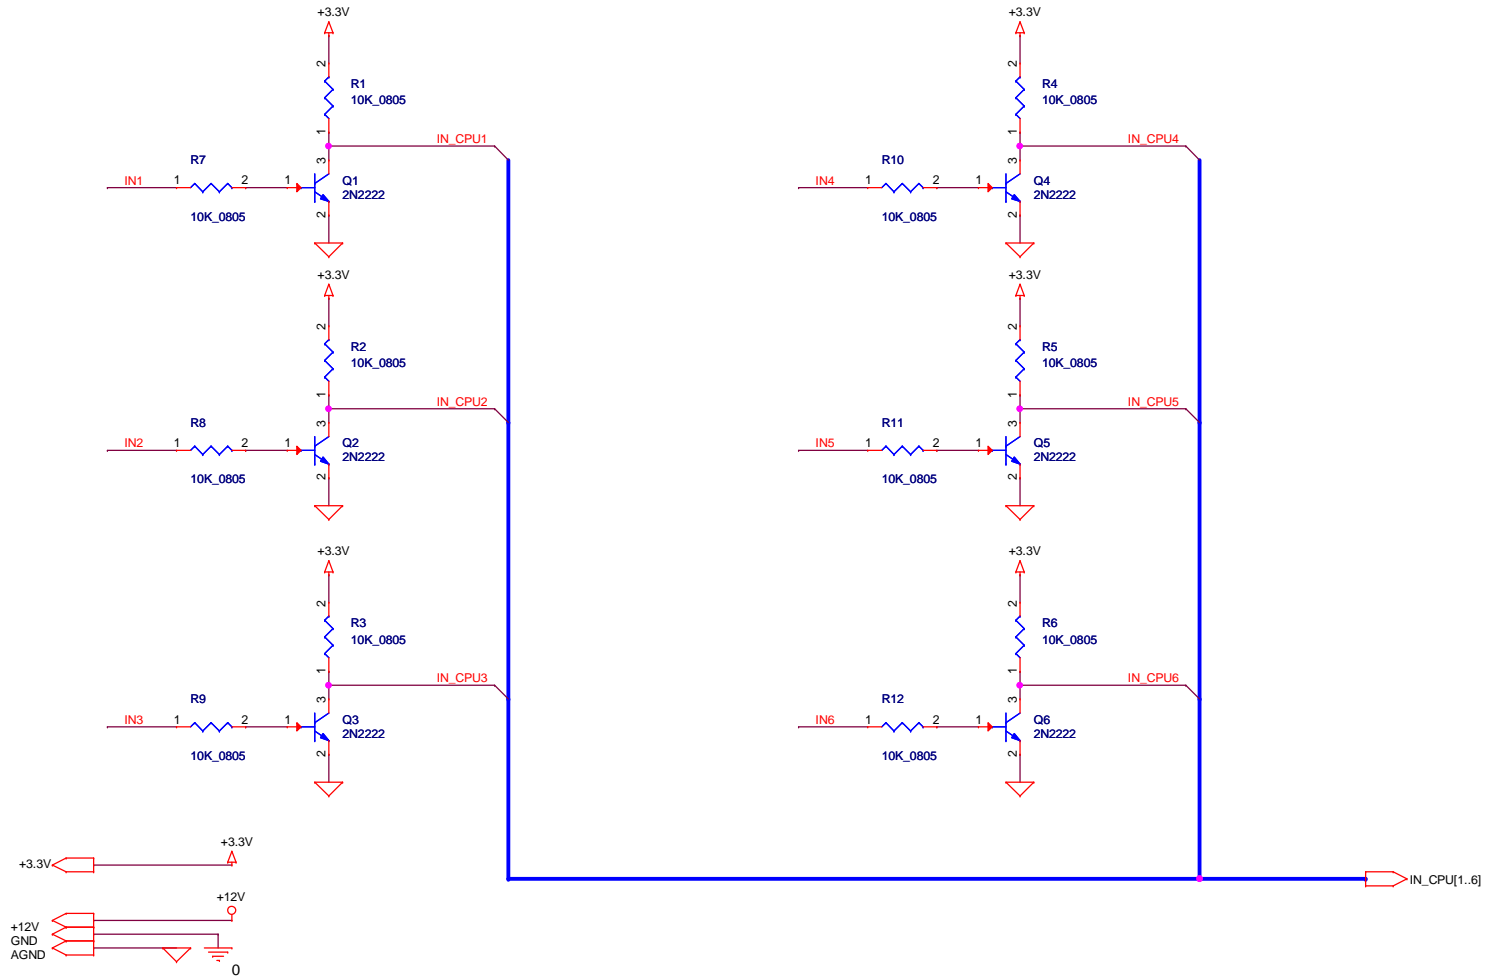 +3.3V
2
R1
10K_0805
1
IN_CPU1
R7
3
IN1
1
2
1
Q1
2N2222
10K_0805
2
+3.3V
2
R4
10K_0805
1
IN_CPU4
R10
3
IN4
1
2
1
Q4
2N2222
10K_0805
2
+3.3V
2
R2
10K_0805
1
IN_CPU2
R8
3
IN2
1
2
1
Q2
2N2222
10K_0805
2
+3.3V
2
R5
10K_0805
1
IN_CPU5
R11
3
IN5
1
2
1
Q5
2N2222
10K_0805
2
+3.3V
2
R3
10K_0805
1
IN_CPU3
R9
3
IN3
1
2
1
Q3
2N2222
10K_0805
2
+3.3V
2
R6
10K_0805
1
IN_CPU6
R12
3
IN6
1
2
1
Q6
2N2222
10K_0805
2
+3.3V
+3.3V
+12V
+12V
GND
AGND
0
IN_CPU[1..6]